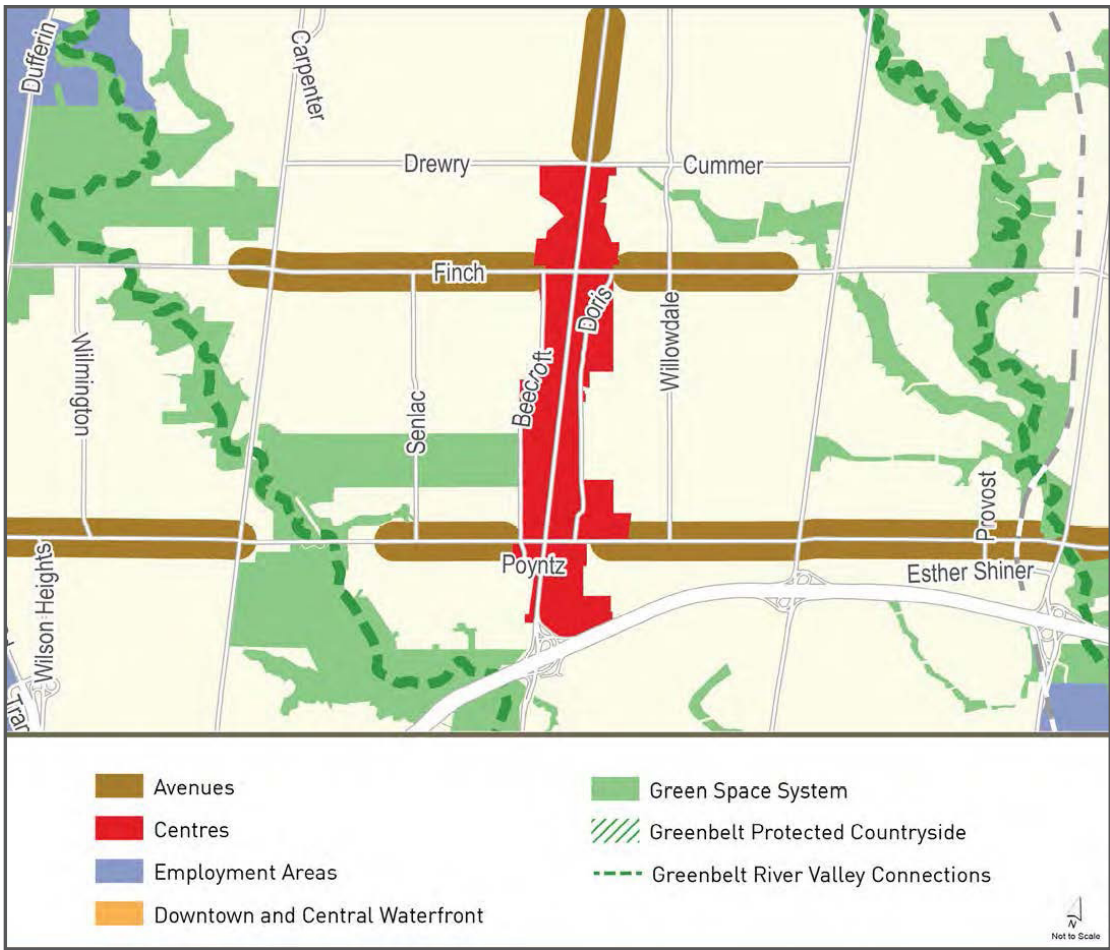 Dufferin
Carpenter
Drewry
Cummer
Finch
Doris
Beecroft
Willowdale
Wilmington
Senlac
Provost
Poyntz
Esther Shiner
Wilson Heights
Trar
Avenues
Centres
Employment Areas
Downtown and Central Waterfront
Green Space System
Greenbelt Protected Countryside
Greenbelt River Valley Connections
N
Not to Scale